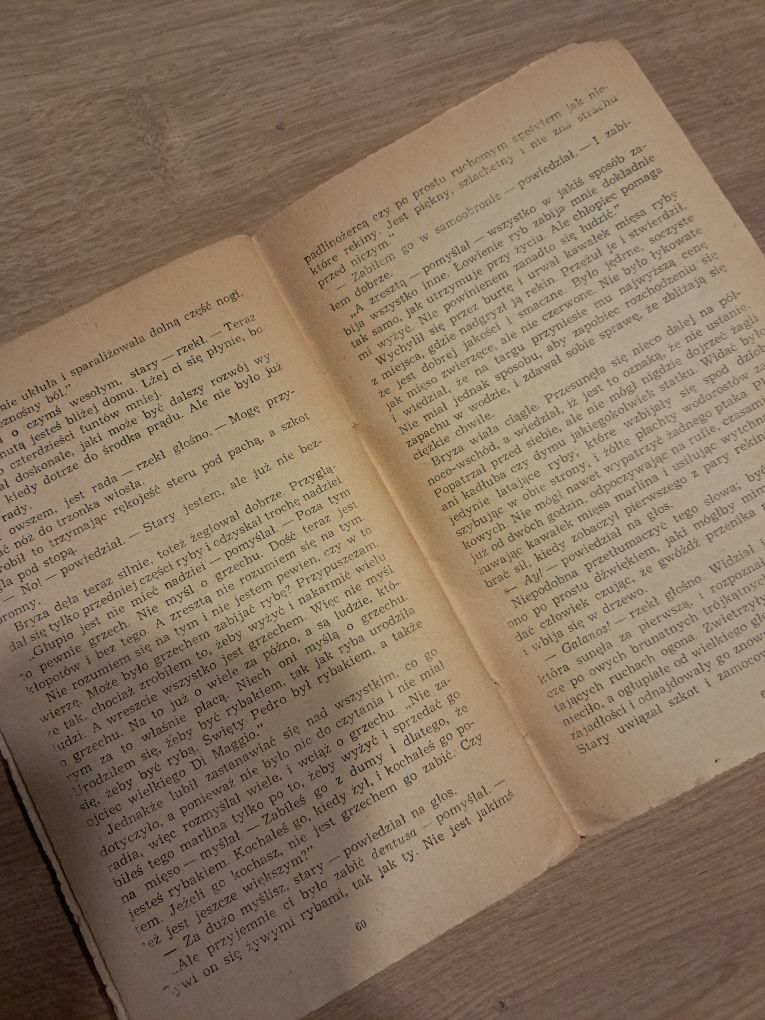 nie ukłuła i sparaliżowała dolną część nogi,
ból."
o czymś wesołym, stary — rzekł. — Teraz
jesteś bliżej domu. Lżej ci się płynie, bo
czterdzieści funtów mniej.
doskonale, jaki może być dalszy rozwój wy
kiedy dotrze do środka prądu. Ale nie było już
rady.
owszem, jest rada — rzekł głośno. — Mogę przy-
nóż do trzonka wiosła.
to trzymając rękojeść steru pod pachą, a szkot
pod stopą.
— No! — powiedział. — Stary jestem, ale już nie bez-
bronny.
Bryza dęła teraz silnie, toteż żeglował dobrze. Przyglą-
dał się tylko przedniej części ryby i odzyskał trochę nadziei
„Głupio jest nie mieć nadziei — pomyślał. — Poza tym
to pewnie grzech. Nie myśl o grzechu. Dość teraz jest
kłopotów i bez tego. A zresztą nie rozumiem się na tym.
Nie rozumiem się na tym i nie jestem pewien, czy w to
wierzę. Może było grzechem zabijać rybę? Przypuszczam,
że tak, chociaż zrobiłem to, żeby wyżyć i nakarmić wielu
ludzi. A wreszcie wszystko jest grzechem. Więc nie myśl
o grzechu. Na to już o wiele za późno, a są ludzie, któ-
rym za to właśnie płacą. Niech oni myślą o grzechu.
Urodziłem się, żeby być rybakiem, tak jak ryba urodziła
się, żeby być rybą. Święty Pedro był rybakiem, a także
ojciec wielkiego Di Maggio."
Jednakże lubił zastanawiać się nad wszystkim, co go
dotyczyło, a ponieważ nie było nic do czytania i nie miał
radia, więc rozmyślał wiele, i wciąż o grzechu. „Nie za-
biłeś tego marlina tylko po to, żeby wyżyć i sprzedać go
na mięso — myślał. — Zabiłeś go z dumy i dlatego, że
jesteś rybakiem. Kochałeś go, kiedy żył, i kochałeś go po-
tem. Jeżeli go kochasz, nie jest grzechem go zabić. Czy
też jest jeszcze większym?"
— Za dużo myślisz, stary — powiedział na głos.
„Ale przyjemnie ci było zabić dentusa — pomyślał. —
Żywi on się żywymi rybami, tak jak ty. Nie jest jakimś
60
padlinożercą czy po prostu ruchomym apetytem jak nie-
które rekiny. Jest piękny, szlachetny i nie zna strachu
przed niczym."
— Zabiłem go w samoobronie — powiedział. — I zabi-
łem dobrze.
„A zresztą — pomyślał — wszystko w jakiś sposób za-
bija wszystko inne. Łowienie ryb zabija mnie dokładnie
tak samo, jak utrzymuje przy życiu. Ale chłopiec pomaga
mi wyżyć. Nie powinienem zanadto się łudzić."
Wychylił się przez burtę i urwał kawałek mięsa ryby
z miejsca, gdzie nadgryzł ją rekin. Przeżuł je i stwierdził,
że jest dobrej jakości i smaczne. Było jędrne, soczyste
jak mięso zwierzęce, ale nie czerwone. Nie było łykowate
i wiedział, że na targu przyniesie mu najwyższą cenę
Nie miał jednak sposobu, aby zapobiec rozchodzeniu się
zapachu w wodzie, i zdawał sobie sprawę, że zbliżają się
ciężkie chwile.
Bryza wiała ciągle. Przesunęła się nieco dalej na pół-
noco-wschód, a wiedział, iż jest to oznaką, że nie ustanie.
Popatrzał przed siebie, ale nie mógł nigdzie dojrzeć żagli
ani kadłuba czy dymu jakiegokolwiek statku. Widać było
jedynie latające ryby, które wzbijały się spod dziob
szybując w obie strony, i żółte płachty wodorostów za
kowych. Nie mógł nawet wypatrzyć żadnego ptaka. Pł
już od dwóch godzin, odpoczywając na rufie, czasami
żuwając kawałek mięsa marlina i usiłując wytchn
brać sił, kiedy zobaczył pierwszego z pary rekinó
— Ay! — powiedział na głos.
Niepodobna przetłumaczyć tego słowa; być
ono po prostu dźwiękiem, jaki mógłby mim
dać człowiek czując, że gwóźdź przenika
i wbija się w drzewo.
— Galanos! — rzekł głośno. Widział
która sunęła za pierwszą, i rozpoznał
cze po owych brunatnych trójkątnych
tających ruchach ogona. Zwietrzyły
mieciło, a ogłupiałe od wielkiego gło
zajadłości i odnajdowały go znow
Stary uwiązał szkot i zamocow